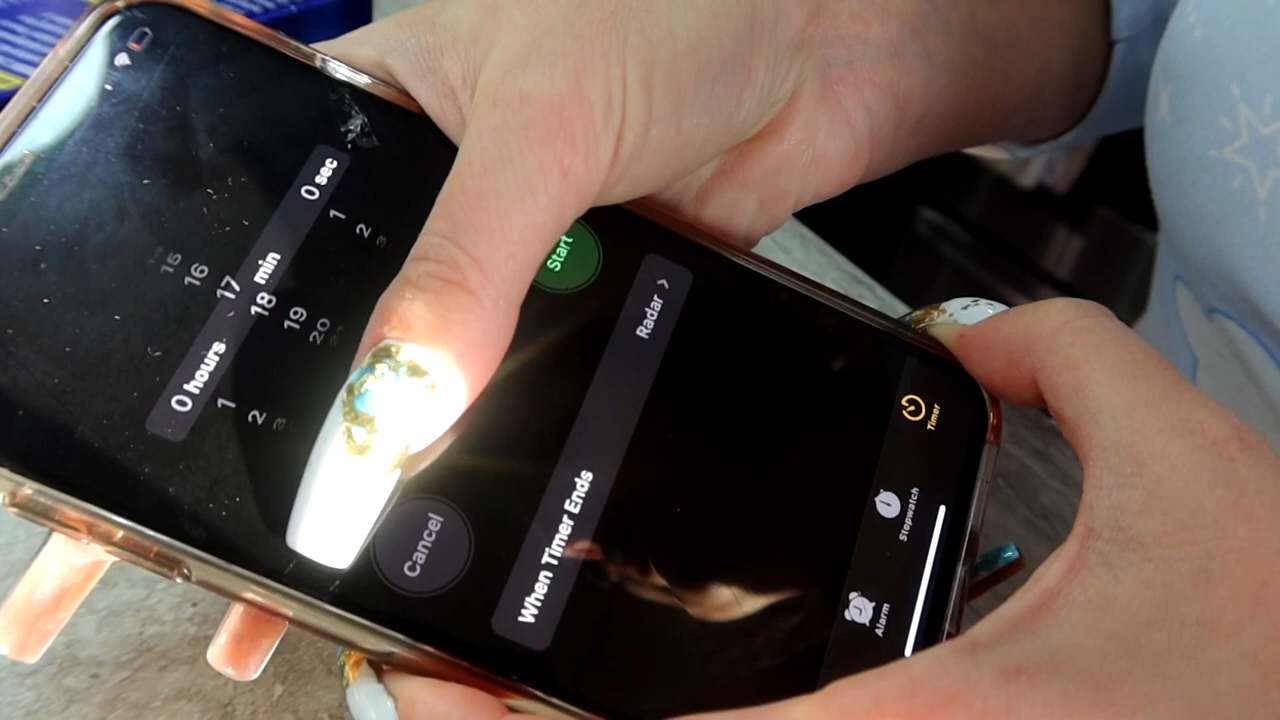 15
16
17
0 hours 18 min 0 sec
1 19 1
2 20 2
3 3
Cancel Start
When Timer Ends Radar >
Alarm Stopwatch Timer